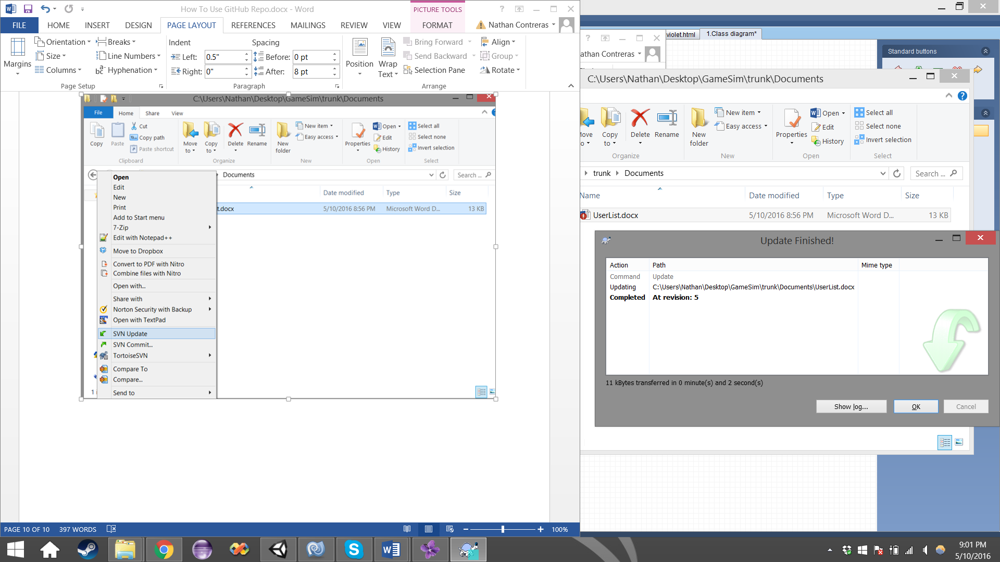 How To Use GitHub Repo.docx - Word
PICTURE TOOLS
FILE
HOME
INSERT
DESIGN
PAGE LAYOUT
REFERENCES
MAILINGS
REVIEW
VIEW
FORMAT
Nathan Contreras
Margins
Orientation
Size
Columns
Breaks
Line Numbers
Hyphenation
Page Setup
Indent
Left: 0.5"
Right: 0"
Spacing
Before: 0 pt
After: 8 pt
Paragraph
Position
Wrap
Text
Bring Forward
Send Backward
Selection Pane
Align
Group
Rotate
Arrange
C:\Users\Nathan\Desktop\GameSim\trunk\Documents
File
Home
Share
View
Copy
Paste
Cut
Copy path
Paste shortcut
Clipboard
Move
to
Copy
to
Delete
Rename
Organize
New
folder
New item
Easy access
New
Properties
Open
Edit
History
Open
Select all
Select none
Invert selection
Select
Documents
Search ...
Date modified
Type
Size
t.docx
5/10/2016 8:56 PM
Microsoft Word D...
13 KB
Open
Edit
New
Print
Add to Start menu
7-Zip
Edit with Notepad++
Move to Dropbox
Convert to PDF with Nitro
Combine files with Nitro
Open with...
Share with
Norton Security with Backup
Open with TextPad
SVN Update
SVN Commit...
TortoiseSVN
Compare To
Compare...
Send to
1
PAGE 10 OF 10
397 WORDS
100%
violet.html
1.Class diagram*
athan Contreras
Standard buttons
C:\Users\Nathan\Desktop\GameSim\trunk\Documents
ove
to
Copy
to
Delete
Rename
Organize
New
folder
New item
Easy access
New
Properties
Open
Edit
History
Open
Select all
Select none
Invert selection
Select
trunk
Documents
Search ...
Name
Date modified
Type
Size
UserList.docx
5/10/2016 8:56 PM
Microsoft Word D...
13 KB
Update Finished!
Action
Path
Mime type
Command
Update
Updating
C:\Users\Nathan\Desktop\GameSim\trunk\Documents\UserList.docx
Completed
At revision: 5
11 kBytes transferred in 0 minute(s) and 2 second(s)
Show log...
OK
Cancel
9:01 PM
5/10/2016